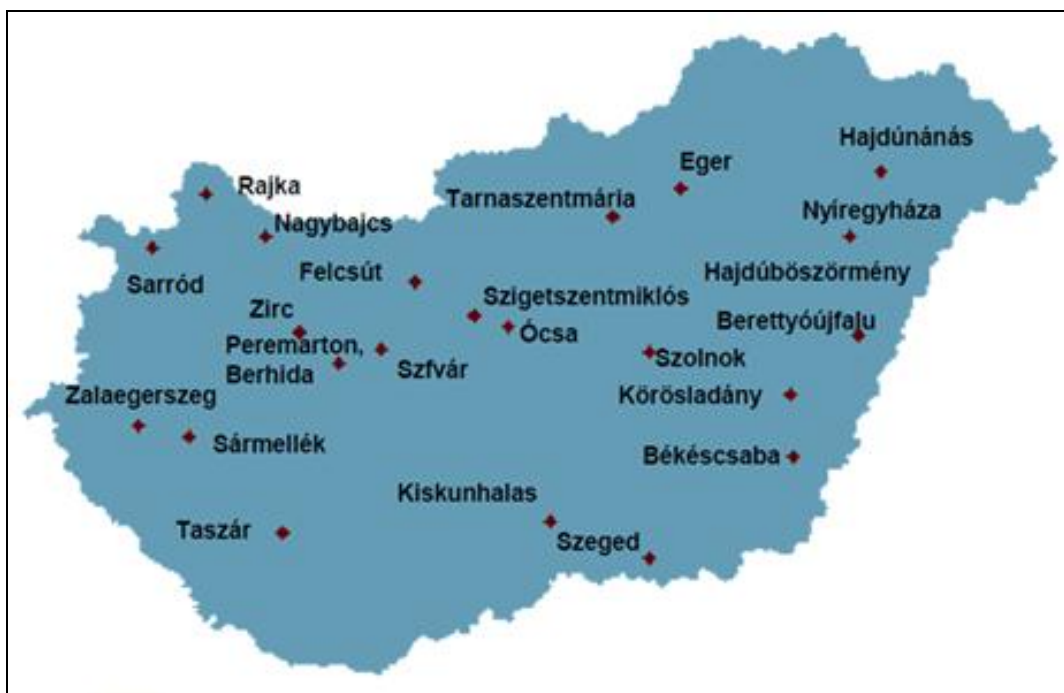 Hajdúnánás
Eger
Rajka
Tarnaszentmária
Nyíregyháza
Nagybajcs
Sarród
Felcsút
Hajdúböszörmény
Szigetszentmiklós
Zirc
Berettyóújfalu
Ócsa
Peremarton,
Berhida
Szfvár
Szolnok
Zalaegerszeg
Körösladány
Sármellék
Békéscsaba
Kiskunhalas
Taszár
Szeged